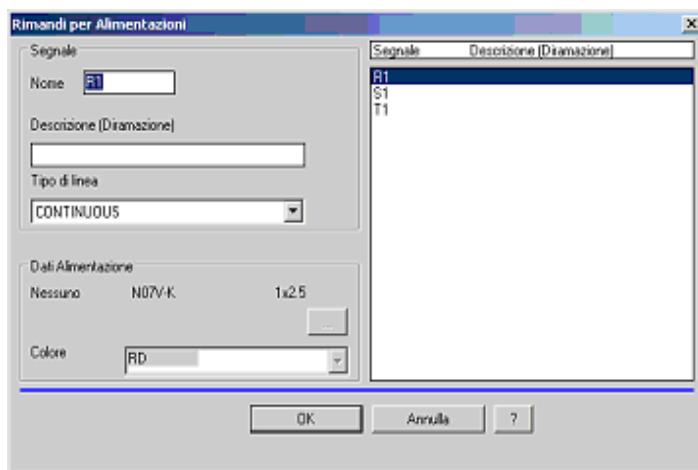 Rimandi per Alimentazioni
Segnale
Nome R1
Descrizione (Diramazione)
Tipo di linea
CONTINUOUS
Dati Alimentazione
Nessuno N07V-K 1x2.5
...
Colore RD
Segnale Descrizione (Diramazione)
R1
S1
T1
OK Annulla ?